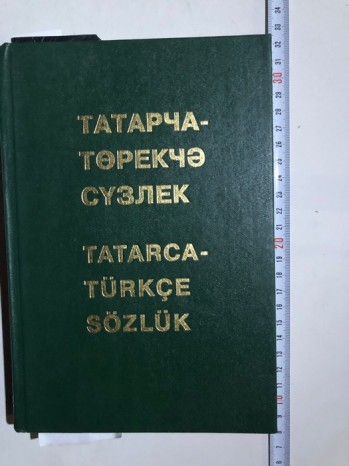 ТАТАРЧА-
ТӨРЕКЧӘ
СҮЗЛЕК
TATARCA-
TÜRKÇE
SÖZLÜK